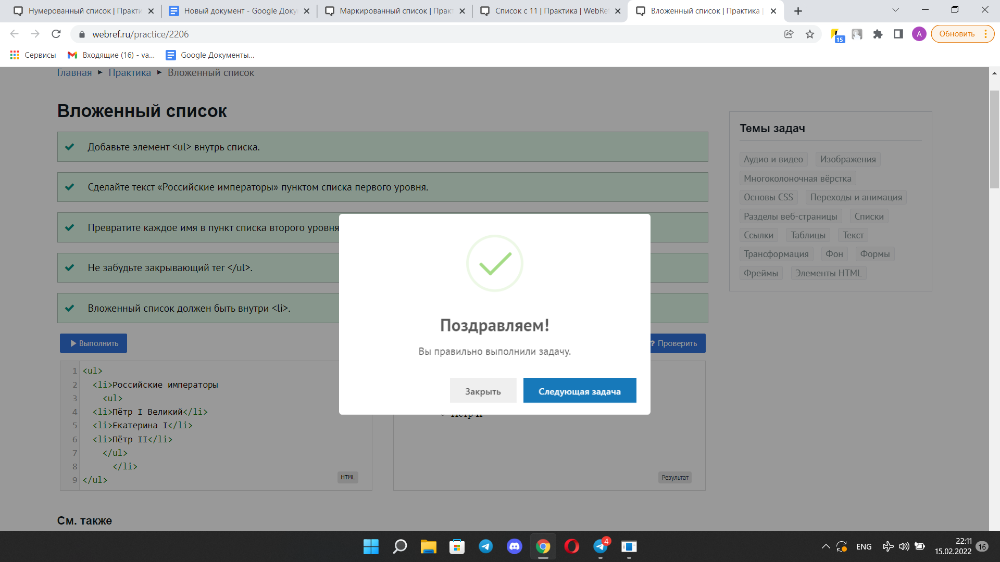 Нумерованный список | Практи
Новый документ - Google Доку
Маркированный список | Прак
Список с 11 | Практика | WebRe
Вложенный список | Практика |
webref.ru/practice/2206
15
A
Обновить
Сервисы
Входящие (16) - va...
Google Документы...
Главная ► Практика ► Вложенный список
Вложенный список
Добавьте элемент <ul> внутрь списка.
Сделайте текст «Российские императоры» пунктом списка первого уровня.
Превратите каждое имя в пункт списка второго уровня
Не забудьте закрывающий тег </ul>.
Вложенный список должен быть внутри <li>.
Выполнить
? Проверить
1 <ul>
2 <li>Российские императоры
3 <ul>
4 <li>Пётр I Великий</li>
5 <li>Екатерина I</li>
6 <li>Пётр II</li>
7 </ul>
8 </li>
9 </ul>
HTML
Пётр II
Результат
Поздравляем!
Вы правильно выполнили задачу.
Закрыть
Следующая задача
Темы задач
Аудио и видео Изображения
Многоколоночная вёрстка
Основы CSS Переходы и анимация
Разделы веб-страницы Списки
Ссылки Таблицы Текст
Трансформация Фон Формы
Фреймы Элементы HTML
См. также
4
ENG
22:11
15.02.2022
16